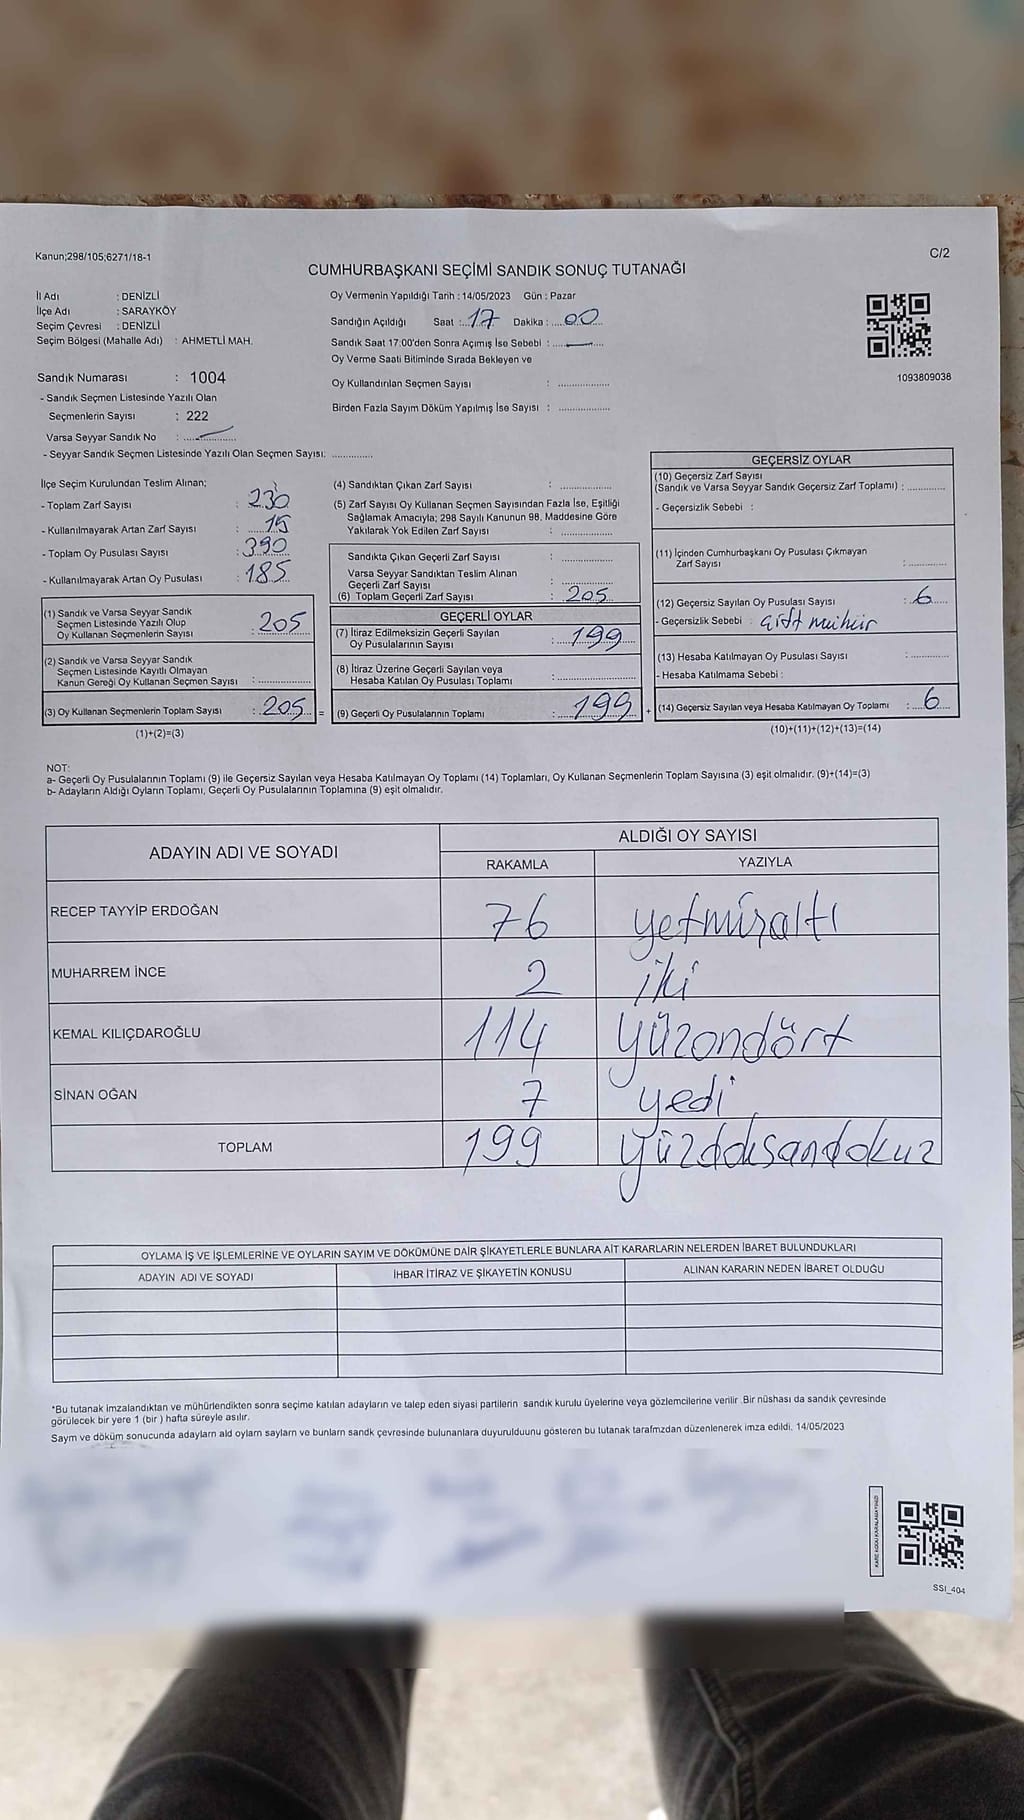 Kanun;298/105;6271/18-1
C/2
CUMHURBAŞKANI SEÇİMİ SANDIK SONUÇ TUTANAĞI
İl Adı : DENİZLİ
İlçe Adı : SARAYKÖY
Seçim Çevresi : DENİZLİ
Seçim Bölgesi (Mahalle Adı) : AHMETLİ MAH.
Sandık Numarası : 1004
- Sandık Seçmen Listesinde Yazılı Olan
Seçmenlerin Sayısı : 222
Varsa Seyyar Sandık No :
- Seyyar Sandık Seçmen Listesinde Yazılı Olan Seçmen Sayısı:
Oy Vermenin Yapıldığı Tarih : 14/05/2023 Gün : Pazar
Sandığın Açıldığı Saat : 17 Dakika : 00
Sandık Saat 17:00'den Sonra Açımış İse Sebebi :
Oy Verme Saati Bitiminde Sırada Bekleyen ve
Oy Kullandırılan Seçmen Sayısı :
Birden Fazla Sayım Döküm Yapılmış İse Sayısı :
1093809038
İlçe Seçim Kurulundan Teslim Alınan;
- Toplam Zarf Sayısı : 230
- Kullanılmayarak Artan Zarf Sayısı : 15
- Toplam Oy Pusulası Sayısı : 390
- Kullanılmayarak Artan Oy Pusulası : 185
(1) Sandık ve Varsa Seyyar Sandık
Seçmen Listesinde Yazılı Olup
Oy Kullanan Seçmenlerin Sayısı : 205
(2) Sandık ve Varsa Seyyar Sandık
Seçmen Listesinde Kayıtlı Olmayan
Kanun Gereği Oy Kullanan Seçmen Sayısı :
(3) Oy Kullanan Seçmenlerin Toplam Sayısı : 205 =
(1)+(2)=(3)
(4) Sandıktan Çıkan Zarf Sayısı :
(5) Zarf Sayısı Oy Kullanan Seçmen Sayısından Fazla İse, Eşitliği
Sağlamak Amacıyla; 298 Sayılı Kanunun 98. Maddesine Göre
Yakılarak Yok Edilen Zarf Sayısı :
Sandıkta Çıkan Geçerli Zarf Sayısı :
Varsa Seyyar Sandıktan Teslim Alınan
Geçerli Zarf Sayısı :
(6) Toplam Geçerli Zarf Sayısı : 205
GEÇERLİ OYLAR
(7) İtiraz Edilmeksizin Geçerli Sayılan
Oy Pusulalarının Sayısı : 199
(8) İtiraz Üzerine Geçerli Sayılan veya
Hesaba Katılan Oy Pusulası Toplamı :
(9) Geçerli Oy Pusulalarının Toplamı : 199 +
GEÇERSİZ OYLAR
(10) Geçersiz Zarf Sayısı
(Sandık ve Varsa Seyyar Sandık Geçersiz Zarf Toplamı) :
- Geçersizlik Sebebi :
(11) İçinden Cumhurbaşkanı Oy Pusulası Çıkmayan
Zarf Sayısı :
(12) Geçersiz Sayılan Oy Pusulası Sayısı : 6
- Geçersizlik Sebebi : Çift mühür
(13) Hesaba Katılmayan Oy Pusulası Sayısı :
- Hesaba Katılmama Sebebi :
(14) Geçersiz Sayılan veya Hesaba Katılmayan Oy Toplamı : 6
(10)+(11)+(12)+(13)=(14)
NOT:
a- Geçerli Oy Pusulalarının Toplamı (9) ile Geçersiz Sayılan veya Hesaba Katılmayan Oy Toplamı (14) Toplamları, Oy Kullanan Seçmenlerin Toplam Sayısına (3) eşit olmalıdır. (9)+(14)=(3)
b- Adayların Aldığı Oyların Toplamı, Geçerli Oy Pusulalarının Toplamına (9) eşit olmalıdır.
ADAYIN ADI VE SOYADI
ALDIĞI OY SAYISI
RAKAMLA YAZIYLA
RECEP TAYYİP ERDOĞAN 76 yetmişaltı
MUHARREM İNCE 2 iki
KEMAL KILIÇDAROĞLU 114 yüzondört
SİNAN OĞAN 7 yedi
TOPLAM 199 yüzdoksandokuz
OYLAMA İŞ VE İŞLEMLERİNE VE OYLARIN SAYIM VE DÖKÜMÜNE DAİR ŞİKAYETLERLE BUNLARA AİT KARARLARIN NELERDEN İBARET BULUNDUKLARI
ADAYIN ADI VE SOYADI İHBAR İTİRAZ VE ŞİKAYETİN KONUSU ALINAN KARARIN NEDEN İBARET OLDUĞU
*Bu tutanak imzalandıktan ve mühürlendikten sonra seçime katılan adayların ve talep eden siyasi partilerin sandık kurulu üyelerine veya gözlemcilerine verilir .Bir nüshası da sandık çevresinde
görülecek bir yere 1 (bir ) hafta süreyle asılır.
Saym ve döküm sonucunda adaylarn ald oylarn saylarn ve bunlarn sandk çevresinde bulunanlara duyurulduunu gösteren bu tutanak tarafmzdan düzenlenerek imza edildi. 14/05/2023
KARE KODU KARALAMAYINIZ!
SSI_404